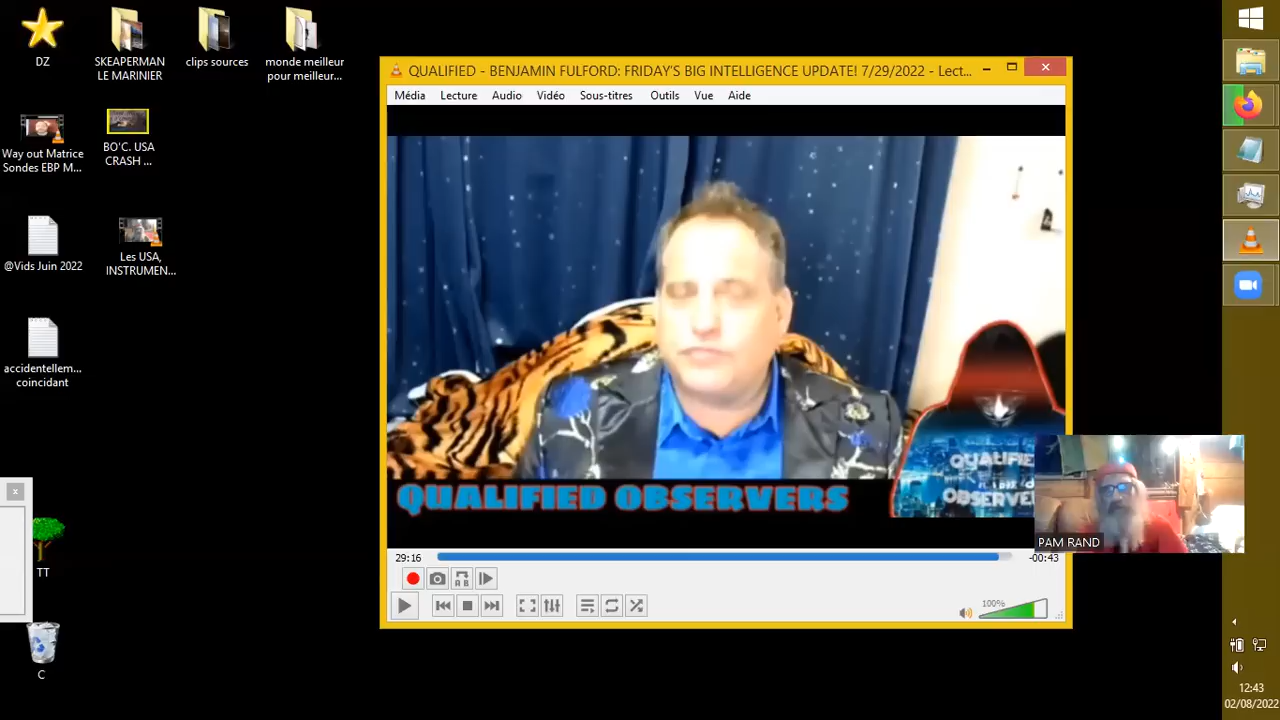 DZ
SKEAPERMAN
LE MARINIER
clips sources
monde meilleur
pour meilleur...
Way out Matrice
Sondes EBP M...
BO'C. USA
CRASH ...
@Vids Juin 2022
Les USA,
INSTRUMEN...
accidentellem...
coincidant
x
TT
C
QUALIFIED - BENJAMIN FULFORD: FRIDAY'S BIG INTELLIGENCE UPDATE! 7/29/2022 - Lect...
Média Lecture Audio Vidéo Sous-titres Outils Vue Aide
QUALIFIED OBSERVERS
QUALIFIE
OBSERVE
PAM RAND
29:16
-00:43
A B
100%
12:43
02/08/2022